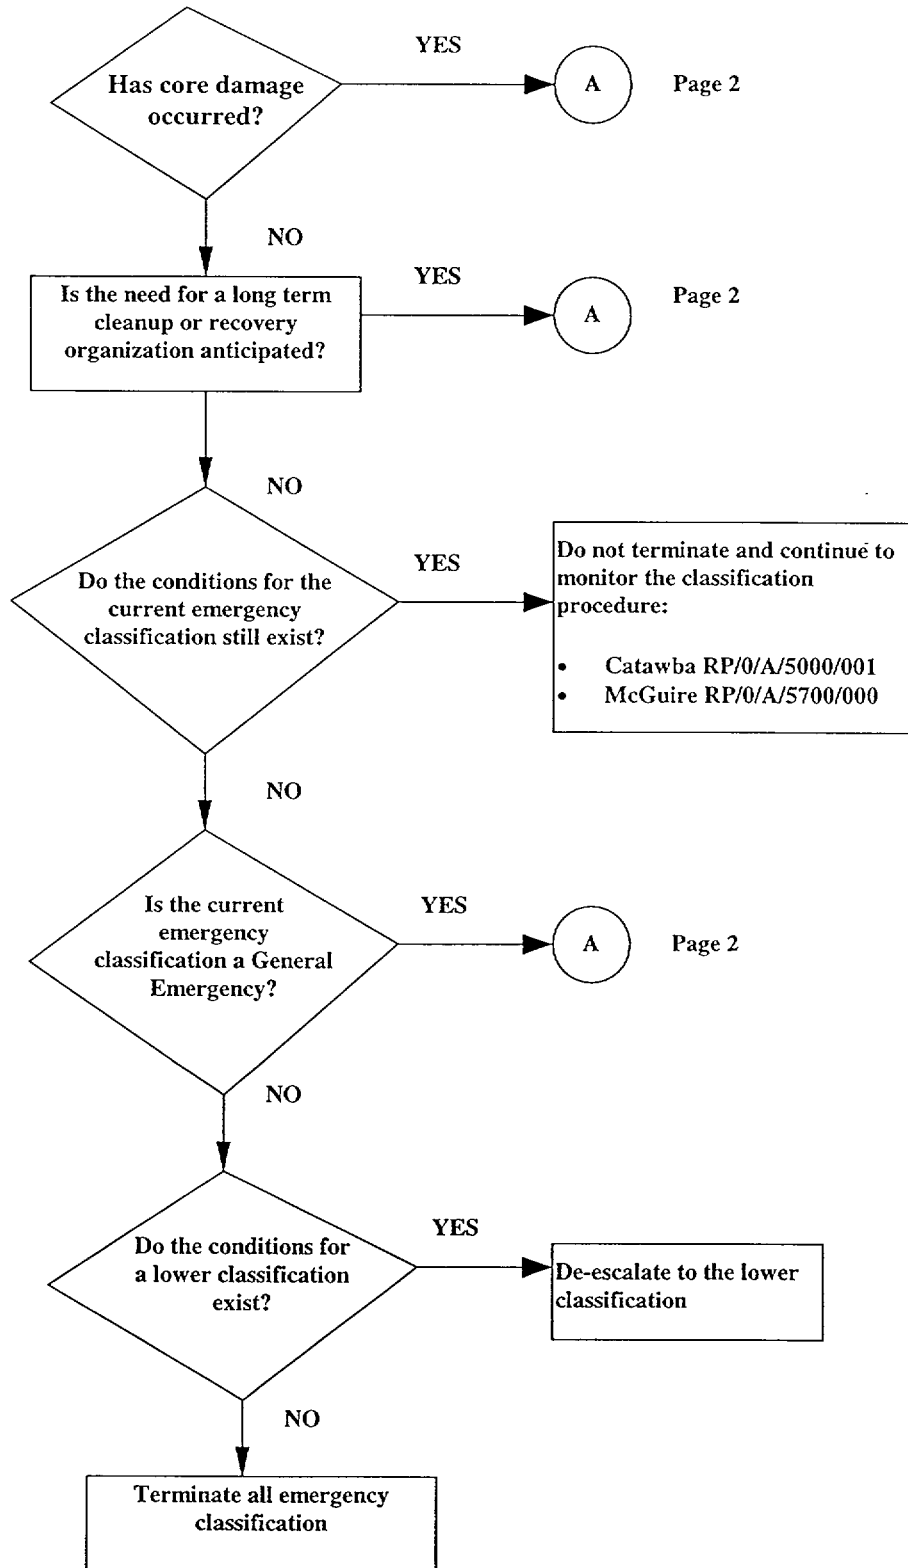 YES
Has core damage
occurred?
A
Page 2
NO
Is the need for a long term
cleanup or recovery
organization anticipated?
YES
A
Page 2
NO
Do the conditions for the
current emergency
classification still exist?
YES
Do not terminate and continue to
monitor the classification
procedure:
• Catawba RP/0/A/5000/001
• McGuire RP/0/A/5700/000
NO
Is the current
emergency
classification a General
Emergency?
YES
A
Page 2
NO
Do the conditions for
a lower classification
exist?
YES
De-escalate to the lower
classification
NO
Terminate all emergency
classification